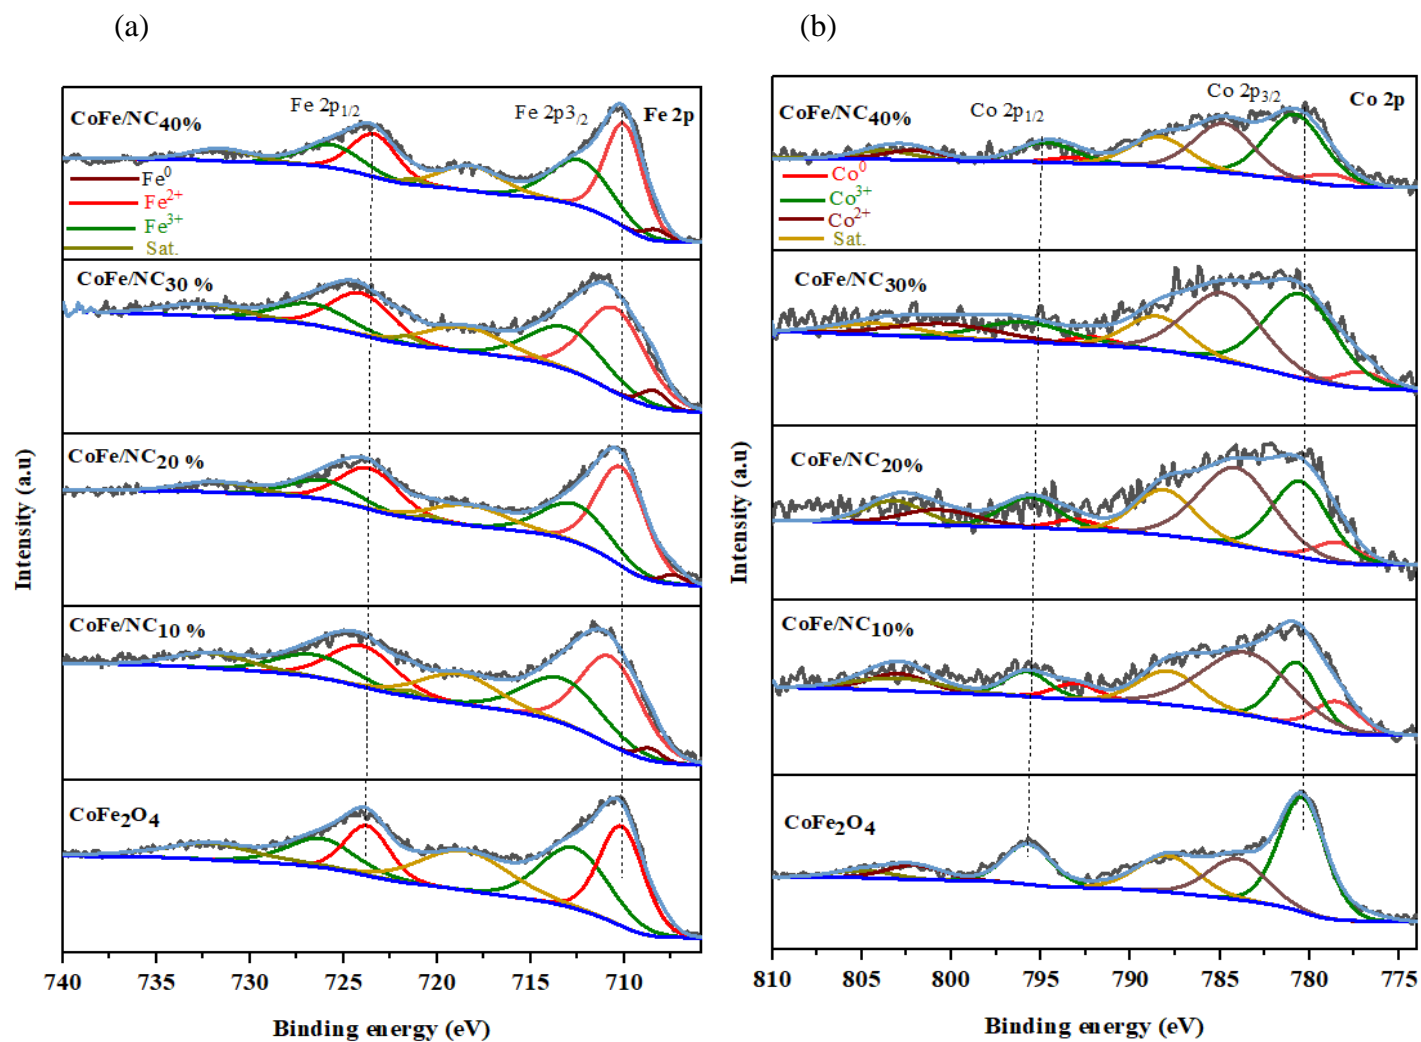 (a)
(b)
Fe 2p1/2
Fe 2p3/2
Fe 2p
CoFe/NC40%
Fe0
Fe2+
Fe3+
Sat.
CoFe/NC30 %
CoFe/NC20 %
CoFe/NC10 %
CoFe2O4
740 735 730 725 720 715 710
Binding energy (eV)
Intensity (a.u)
Co 2p1/2
Co 2p3/2
Co 2p
CoFe/NC40%
Co0
Co3+
Co2+
Sat.
CoFe/NC30%
CoFe/NC20%
CoFe/NC10%
CoFe2O4
810 805 800 795 790 785 780 775
Binding energy (eV)
Intensity (a.u)